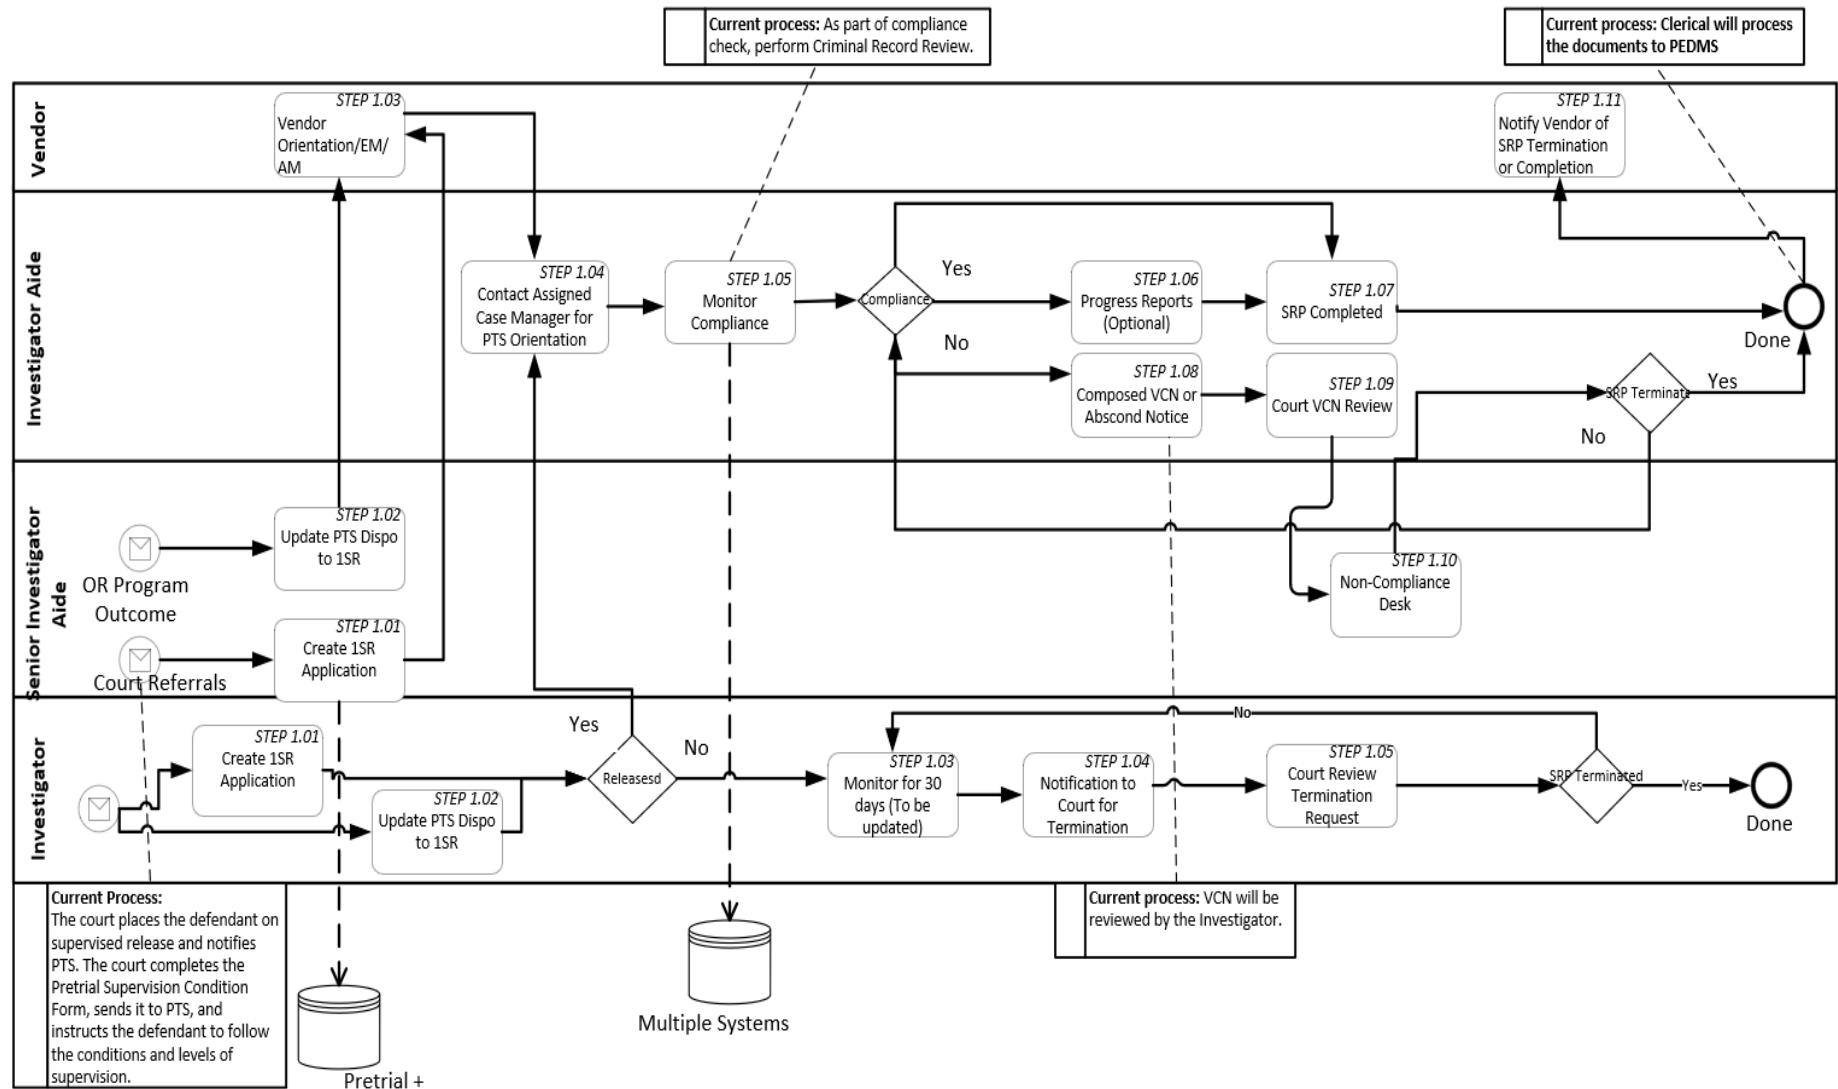 Current process: As part of compliance
check, perform Criminal Record Review.
Current process: Clerical will process
the documents to PEDMS
Vendor
STEP 1.03
Vendor
Orientation/EM/
AM
STEP 1.11
Notify Vendor of
SRP Termination
or Completion
Investigator Aide
STEP 1.04
Contact Assigned
Case Manager for
PTS Orientation
STEP 1.05
Monitor
Compliance
Compliance
Yes
No
STEP 1.06
Progress Reports
(Optional)
STEP 1.07
SRP Completed
STEP 1.08
Composed VCN or
Abscond Notice
STEP 1.09
Court VCN Review
SRP Terminate
Yes
No
Done
Senior Investigator
Aide
OR Program
Outcome
STEP 1.02
Update PTS Dispo
to 1SR
Court Referrals
STEP 1.01
Create 1SR
Application
STEP 1.10
Non-Compliance
Desk
Investigator
STEP 1.01
Create 1SR
Application
STEP 1.02
Update PTS Dispo
to 1SR
Releasesd
Yes
No
STEP 1.03
Monitor for 30
days (To be
updated)
STEP 1.04
Notification to
Court for
Termination
STEP 1.05
Court Review
Termination
Request
SRP Terminated
No
Yes
Done
Current Process:
The court places the defendant on
supervised release and notifies
PTS. The court completes the
Pretrial Supervision Condition
Form, sends it to PTS, and
instructs the defendant to follow
the conditions and levels of
supervision.
Pretrial +
Multiple Systems
Current process: VCN will be
reviewed by the Investigator.